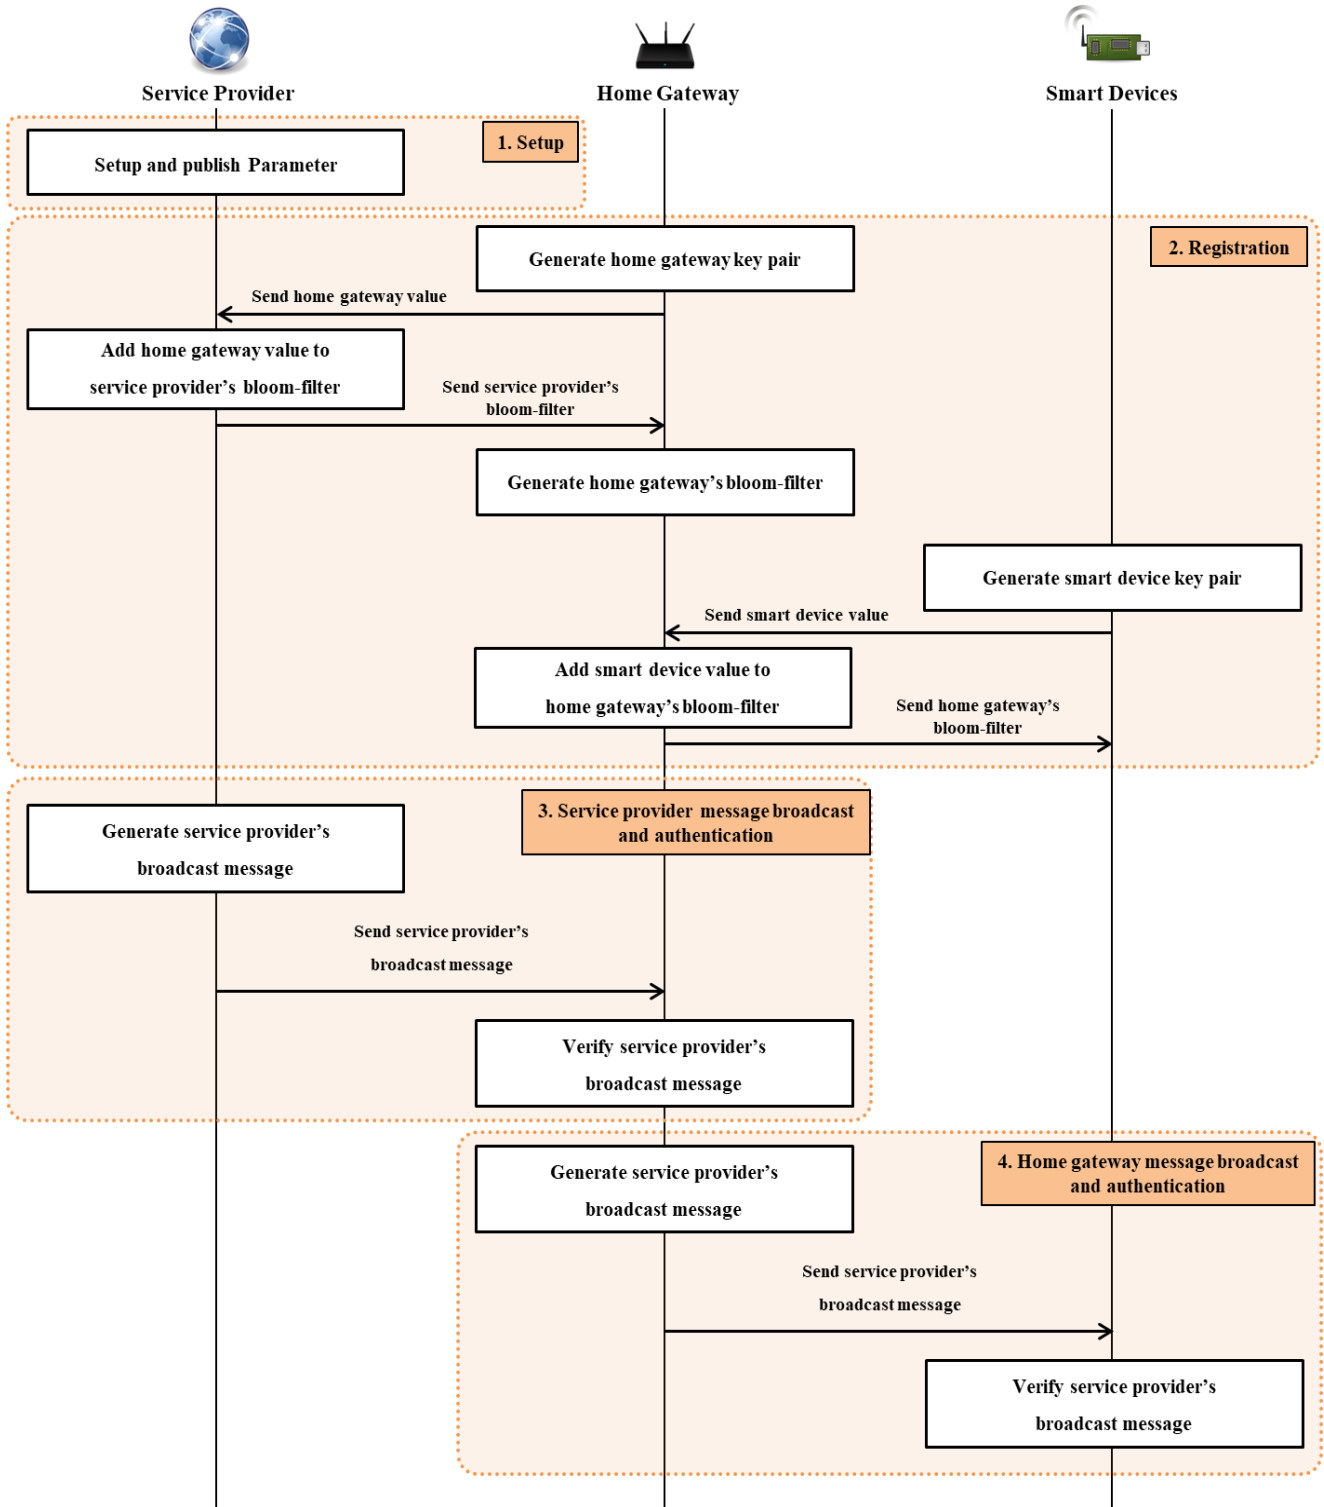 Service Provider
Home Gateway
Smart Devices
1. Setup
Setup and publish Parameter
2. Registration
Generate home gateway key pair
Send home gateway value
Add home gateway value to
service provider’s bloom-filter
Send service provider’s
bloom-filter
Generate home gateway’s bloom-filter
Generate smart device key pair
Send smart device value
Add smart device value to
home gateway’s bloom-filter
Send home gateway’s
bloom-filter
3. Service provider message broadcast
and authentication
Generate service provider’s
broadcast message
Send service provider’s
broadcast message
Verify service provider’s
broadcast message
4. Home gateway message broadcast
and authentication
Generate service provider’s
broadcast message
Send service provider’s
broadcast message
Verify service provider’s
broadcast message